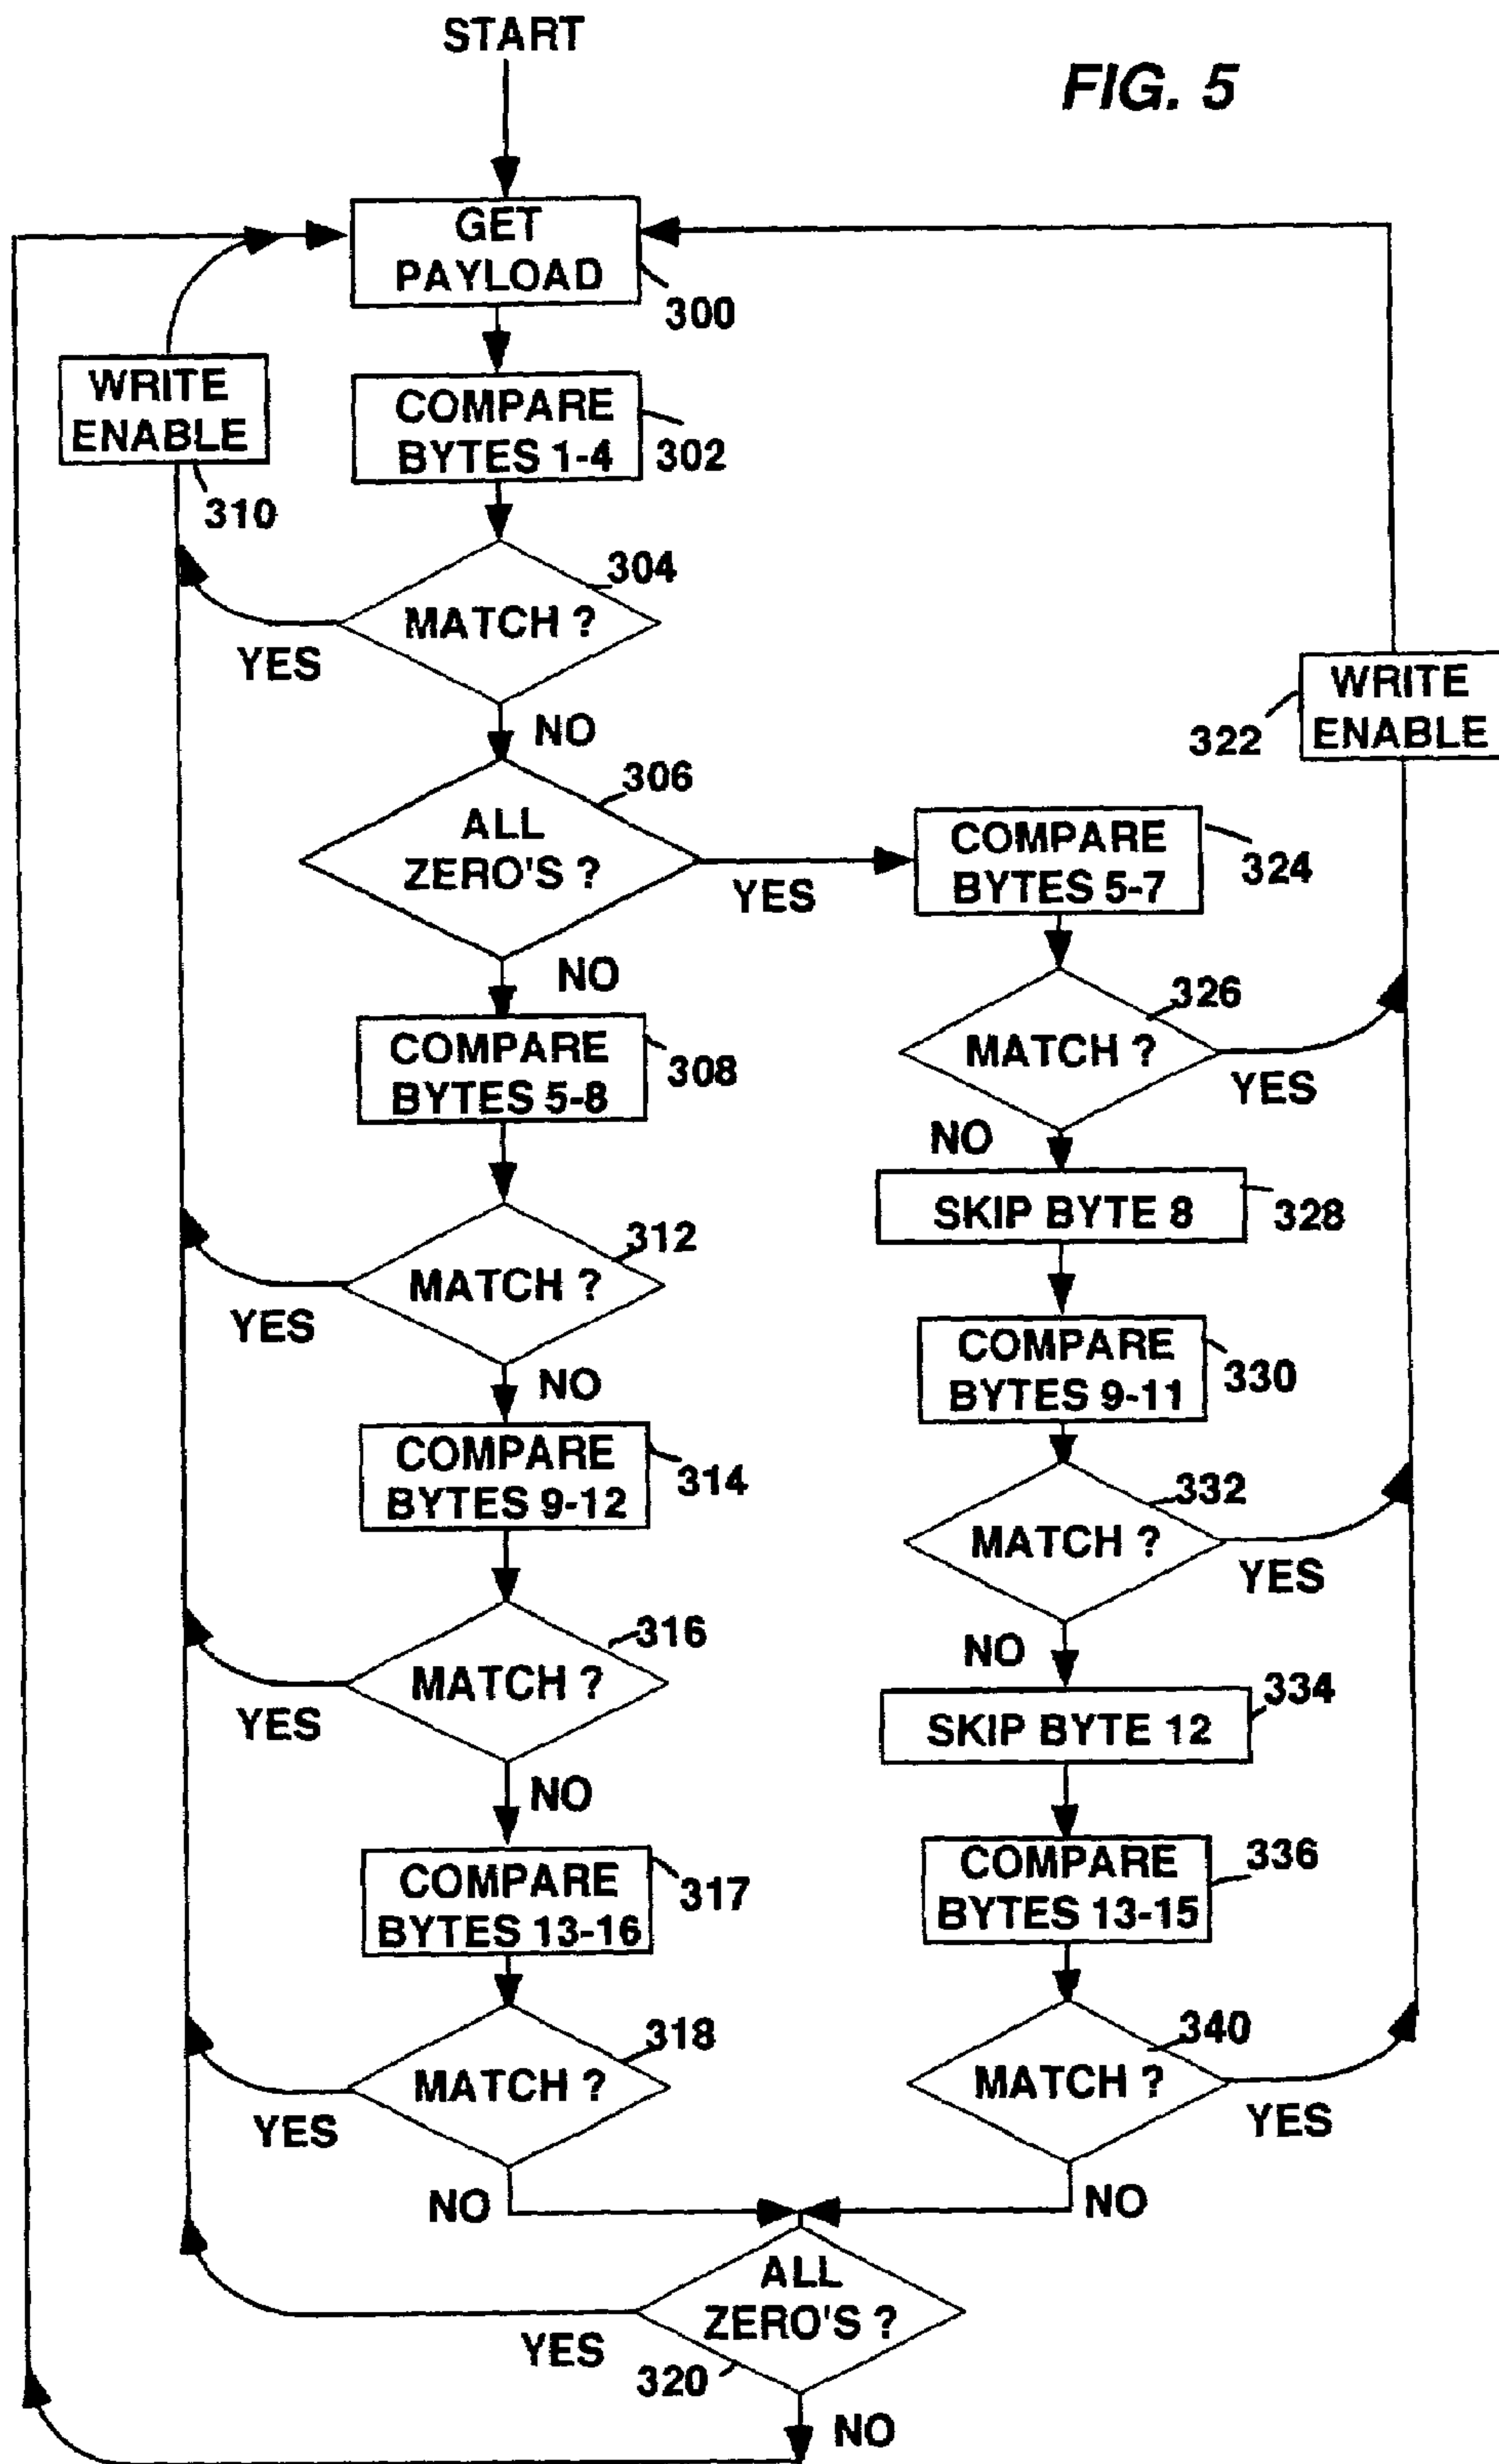 START
FIG. 5
GET
PAYLOAD
300
WRITE
ENABLE
310
COMPARE
BYTES 1-4
302
304
MATCH ?
YES
NO
WRITE
ENABLE
322
306
ALL
ZERO'S ?
YES
NO
COMPARE
BYTES 5-7
324
COMPARE
BYTES 5-8
308
326
MATCH ?
YES
NO
SKIP BYTE 8
328
312
MATCH ?
YES
NO
COMPARE
BYTES 9-11
330
COMPARE
BYTES 9-12
314
332
MATCH ?
YES
NO
316
MATCH ?
YES
NO
334
SKIP BYTE 12
COMPARE
BYTES 13-16
317
COMPARE
BYTES 13-15
336
318
MATCH ?
YES
NO
340
MATCH ?
YES
NO
ALL
ZERO'S ?
YES
320
NO